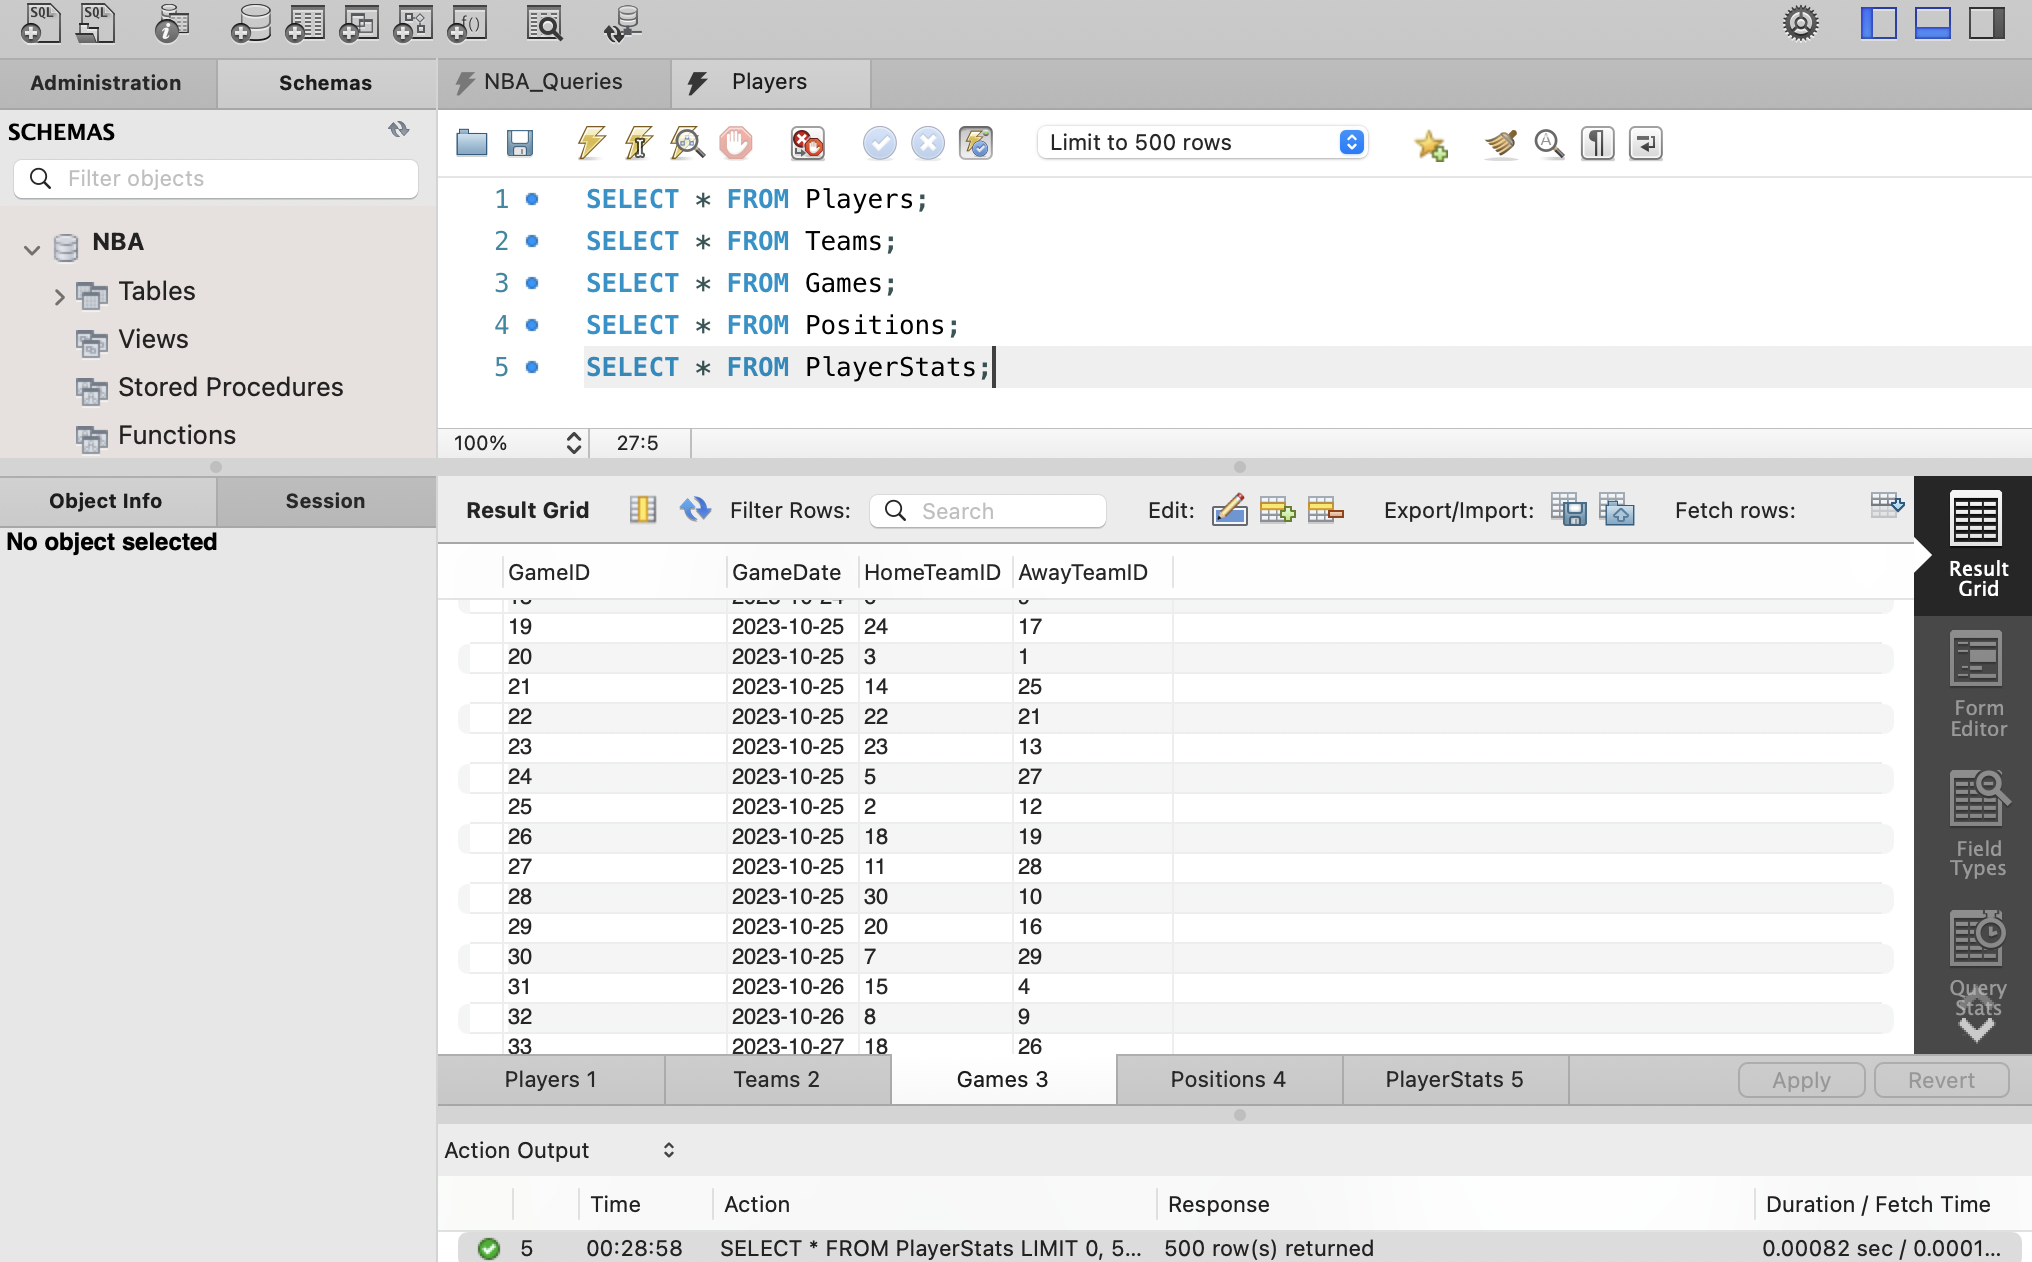 SQL SQL
Administration Schemas NBA_Queries Players
SCHEMAS
Filter objects
Limit to 500 rows
NBA
Tables
Views
Stored Procedures
Functions
1 SELECT * FROM Players;
2 SELECT * FROM Teams;
3 SELECT * FROM Games;
4 SELECT * FROM Positions;
5 SELECT * FROM PlayerStats;
100% 27:5
Object Info Session
No object selected
Result Grid Filter Rows: Search Edit: Export/Import: Fetch rows:
GameID GameDate HomeTeamID AwayTeamID
19 2023-10-25 24 17
20 2023-10-25 3 1
21 2023-10-25 14 25
22 2023-10-25 22 21
23 2023-10-25 23 13
24 2023-10-25 5 27
25 2023-10-25 2 12
26 2023-10-25 18 19
27 2023-10-25 11 28
28 2023-10-25 30 10
29 2023-10-25 20 16
30 2023-10-25 7 29
31 2023-10-26 15 4
32 2023-10-26 8 9
33 2023-10-27 18 26
Result
Grid
Form
Editor
Field
Types
Query
Stats
Players 1 Teams 2 Games 3 Positions 4 PlayerStats 5 Apply Revert
Action Output
Time Action Response Duration / Fetch Time
5 00:28:58 SELECT * FROM PlayerStats LIMIT 0, 5... 500 row(s) returned 0.00082 sec / 0.0001...